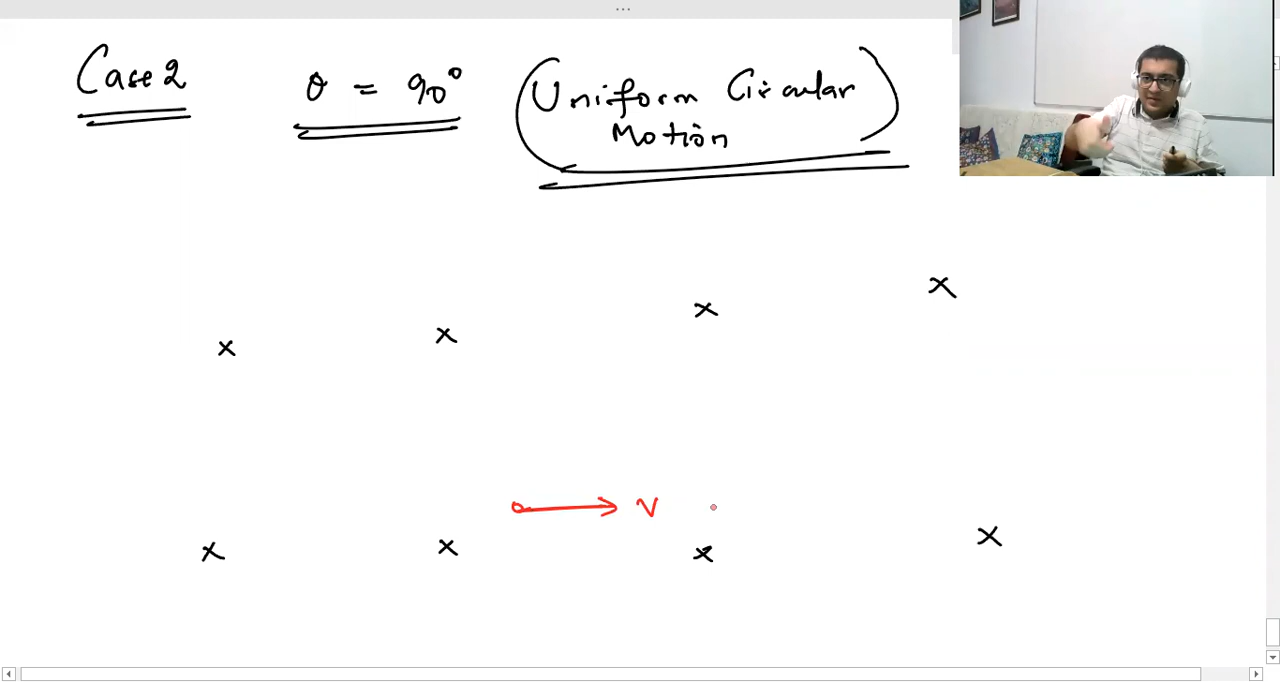 Case 2 θ = 90° (Uniform Circular
Motion)
x x x x
v
x x x x